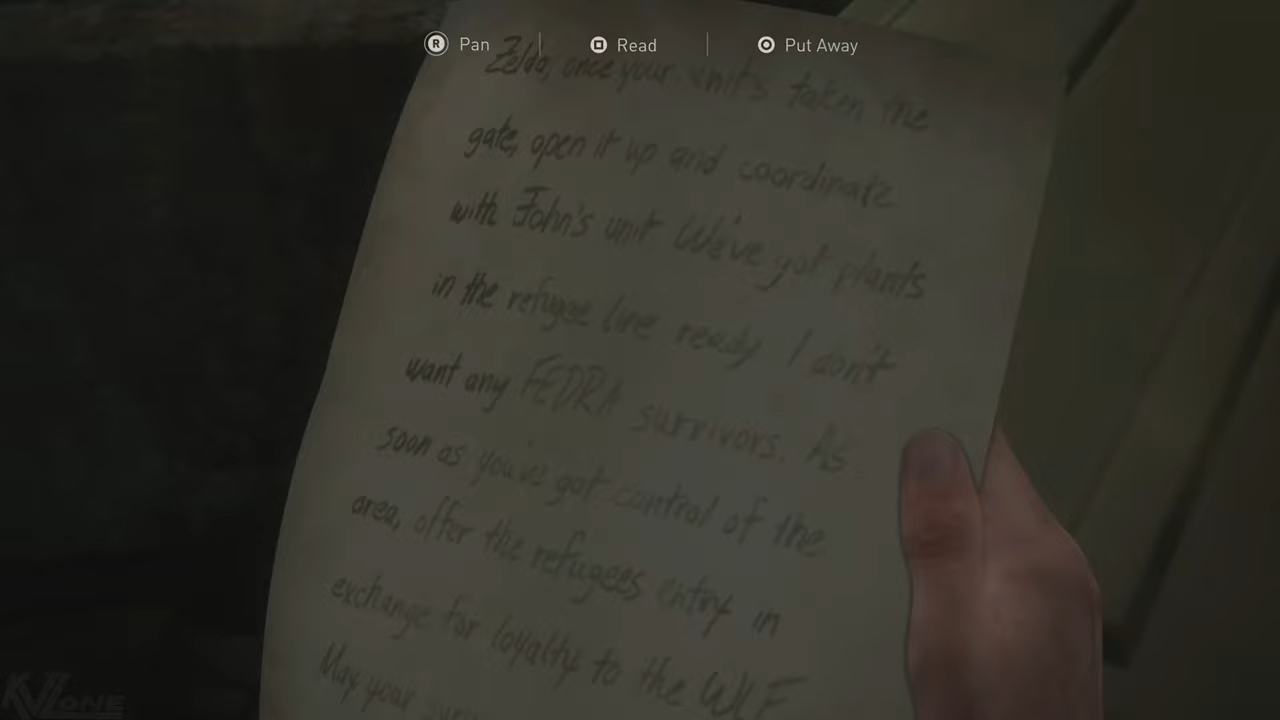 R Pan Read Put Away
Zelda, once your unit's taken the
gate, open it up and coordinate
with John's unit We've got plants
in the refugee line ready I don't
want any FEDRA survivors. As
soon as you've got control of the
area, offer the refugees entry in
exchange for loyalty to the WLF
May your
KVZONE